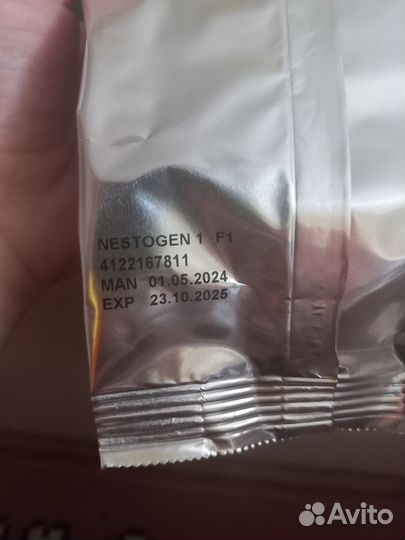 NESTOGEN 1 F1
4122167811
MAN 01.05.2024
EXP 23.10.2025
Avito